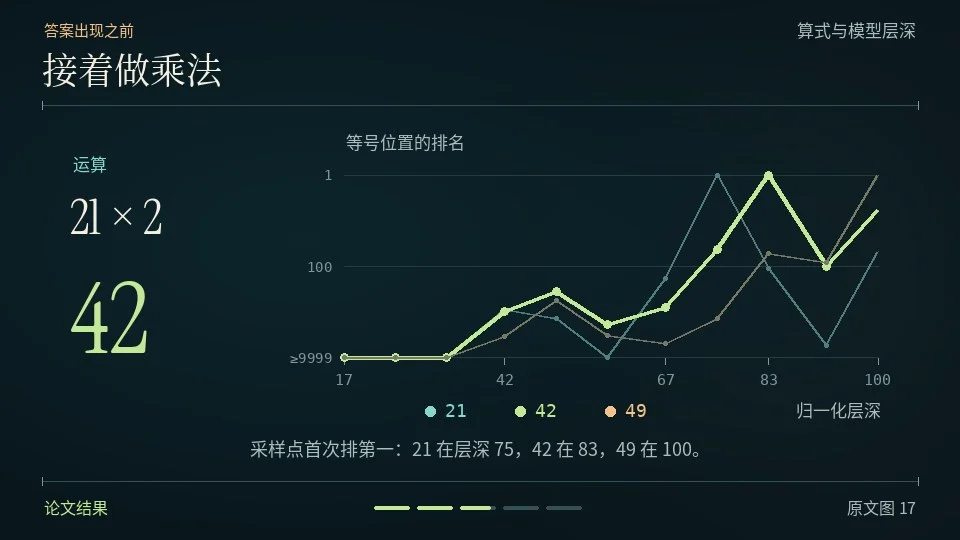 答案出现之前
算式与模型层深
接着做乘法
运算
21 × 2
42
等号位置的排名
1
100
≥9999
17 42 67 83 100
21 42 49
归一化层深
采样点首次排第一：21 在层深 75，42 在 83，49 在 100。
论文结果
原文图 17